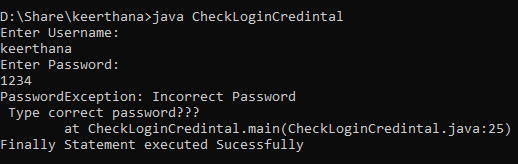 D:\Share\keerthana>java CheckLoginCredintal
Enter Username:
keerthana
Enter Password:
1234
PasswordException: Incorrect Password
 Type correct password???
        at CheckLoginCredintal.main(CheckLoginCredintal.java:25)
Finally Statement executed Sucessfully